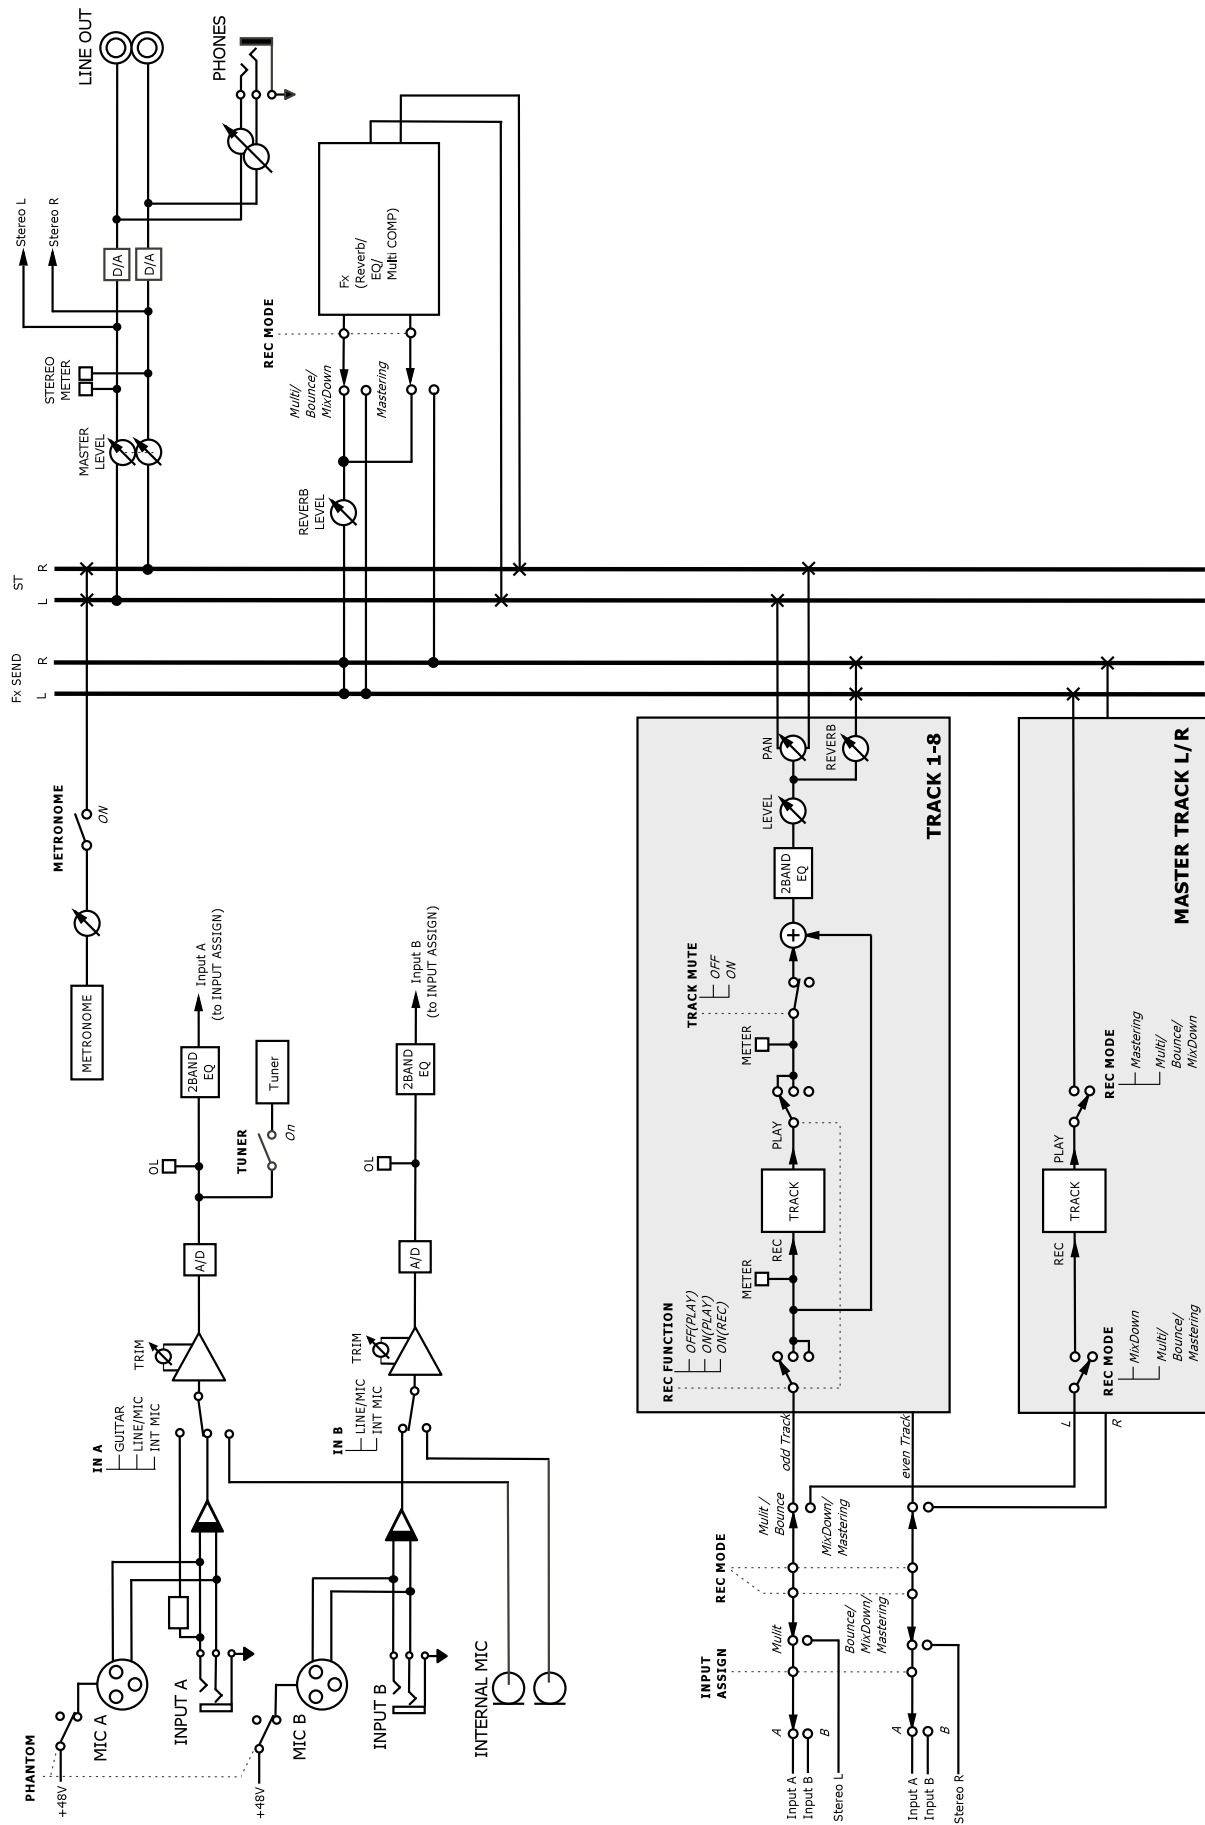 PHANTOM
+48V
+48V
MIC A
INPUT A
MIC B
INPUT B
INTERNAL MIC
IN A
GUITAR
LINE/MIC
INT MIC
IN B
LINE/MIC
INT MIC
TRIM
TRIM
A/D
A/D
OL
OL
TUNER
On
Tuner
2BAND
EQ
2BAND
EQ
Input A
(to INPUT ASSIGN)
Input B
(to INPUT ASSIGN)
METRONOME
METRONOME
ON
Fx SEND
L
R
ST
L
R
MASTER
LEVEL
STEREO
METER
Stereo L
Stereo R
D/A
D/A
LINE OUT
PHONES
REVERB
LEVEL
Multi/
Bounce/
MixDown
Mastering
REC MODE
Fx
(Reverb/
EQ/
Multi COMP)
Input A
Input B
Stereo L
Input A
Input B
Stereo R
A
B
A
B
INPUT
ASSIGN
Mulit
Bounce/
MixDown/
Mastering
REC MODE
Mulit /
Bounce
MixDown/
Mastering
odd Track
even Track
L
R
REC FUNCTION
OFF(PLAY)
ON(PLAY)
ON(REC)
METER
REC
TRACK
PLAY
METER
TRACK MUTE
OFF
ON
2BAND
EQ
LEVEL
PAN
REVERB
TRACK 1-8
REC MODE
MixDown
Multi/
Bounce/
Mastering
REC
TRACK
PLAY
REC MODE
Mastering
Multi/
Bounce/
MixDown
MASTER TRACK L/R